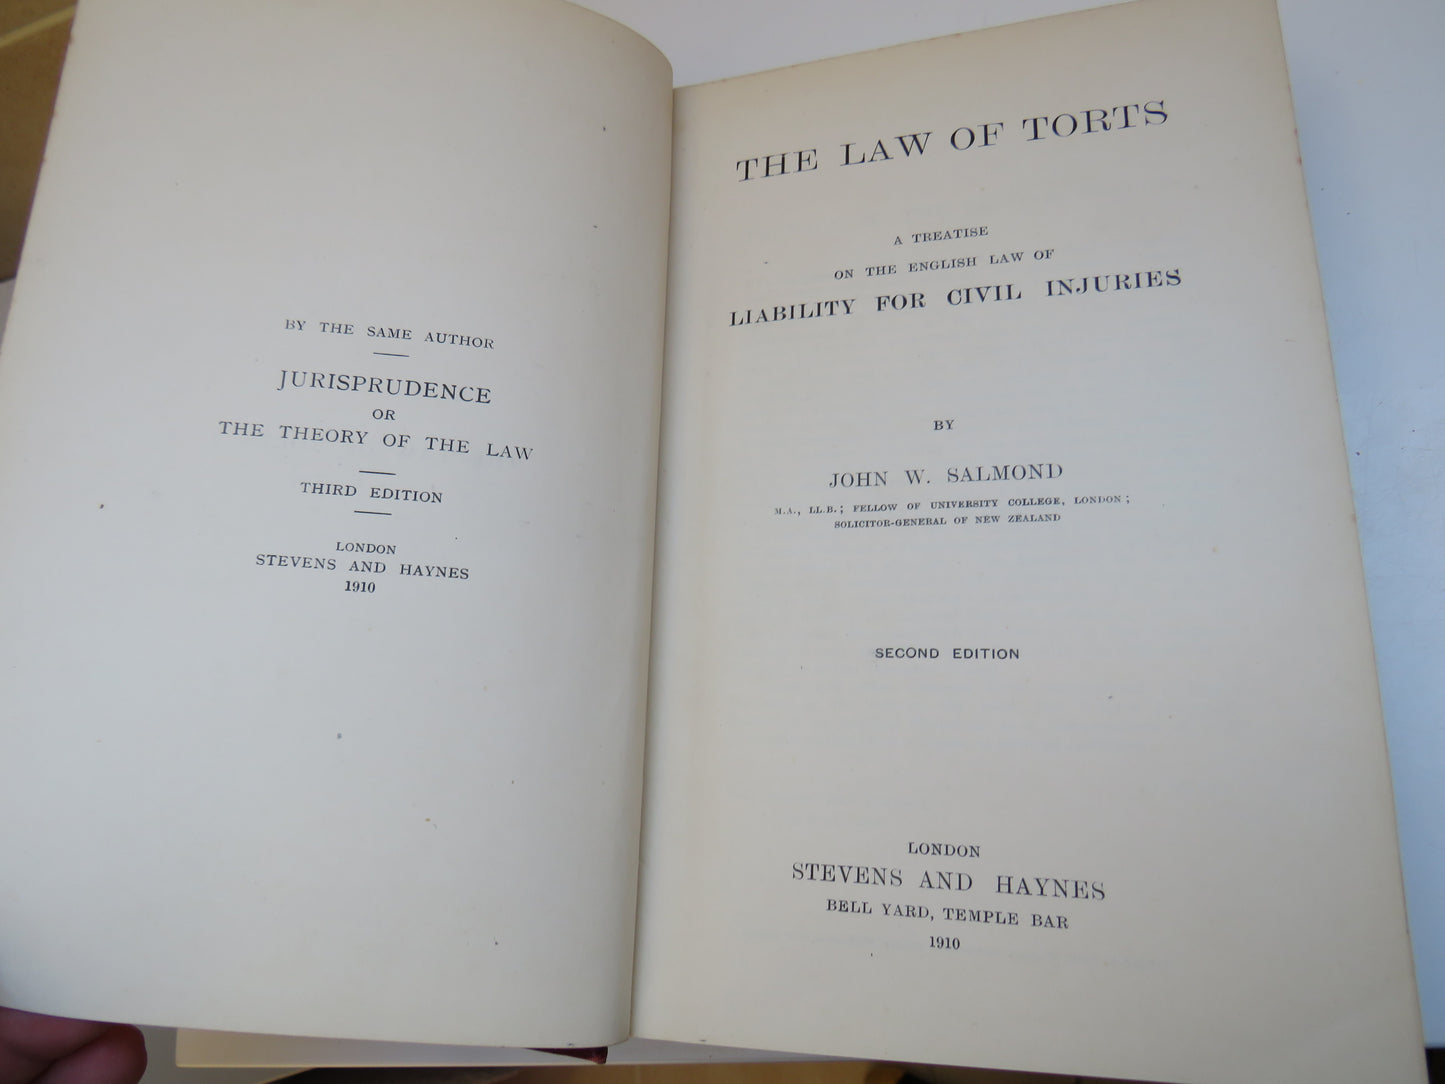 BY THE SAME AUTHOR
JURISPRUDENCE
OR
THE THEORY OF THE LAW
THIRD EDITION
LONDON
STEVENS AND HAYNES
1910
THE LAW OF TORTS
A TREATISE
ON THE ENGLISH LAW OF
LIABILITY FOR CIVIL INJURIES
BY
JOHN W. SALMOND
M.A., LL.B.; FELLOW OF UNIVERSITY COLLEGE, LONDON;
SOLICITOR-GENERAL OF NEW ZEALAND
SECOND EDITION
LONDON
STEVENS AND HAYNES
BELL YARD, TEMPLE BAR
1910